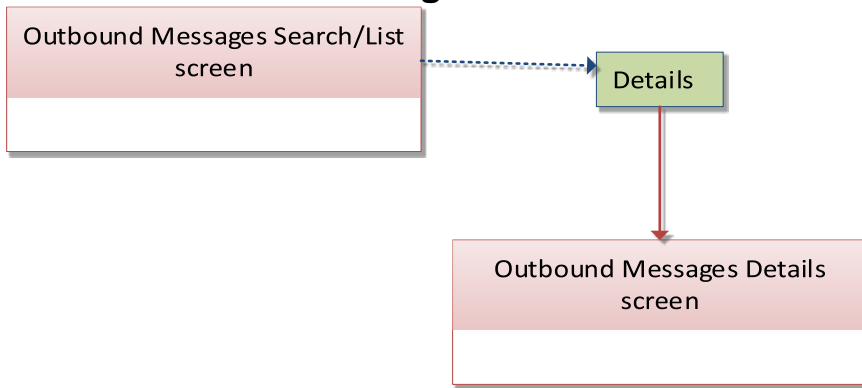 Outbound Messages Search/List
screen
Details
Outbound Messages Details
screen